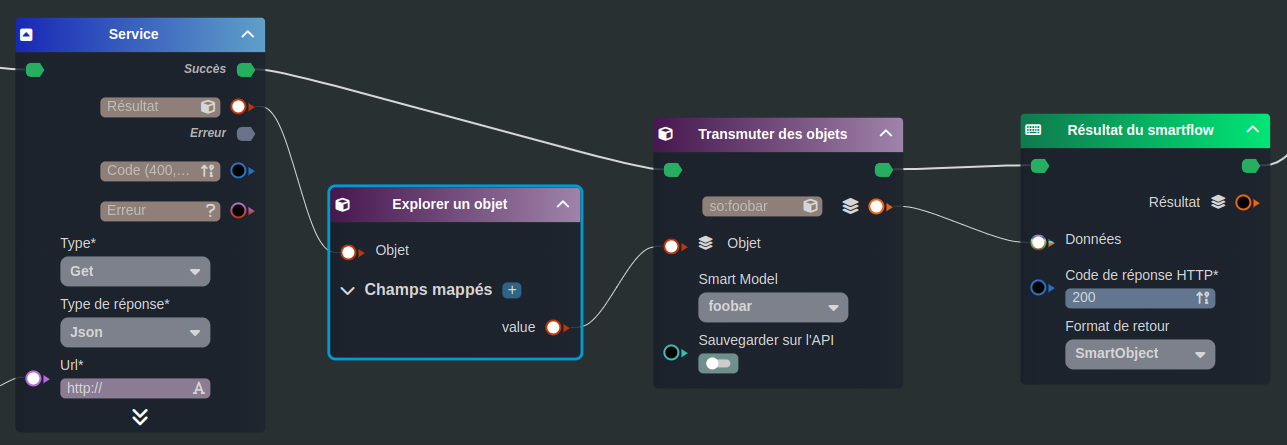 Service
Succès
Résultat
Erreur
Code (400,...
Erreur ?
Type*
Get
Type de réponse*
Json
Url*
http:// A
Explorer un objet
Objet
Champs mappés +
value
Transmuter des objets
so:foobar
Objet
Smart Model
foobar
Sauvegarder sur l'API
Résultat du smartflow
Résultat
Données
Code de réponse HTTP*
200
Format de retour
SmartObject